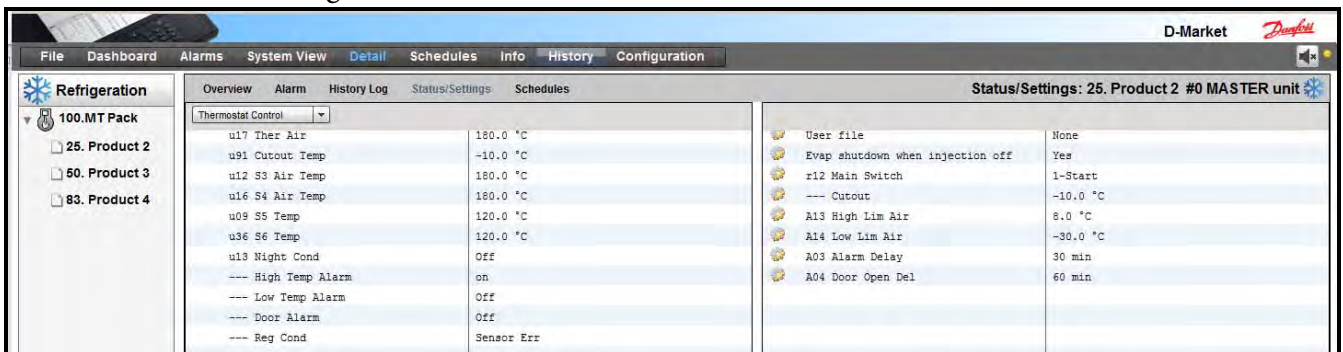 D-Market Danfoss
File Dashboard Alarms System View Detail Schedules Info History Configuration
Refrigeration
100.MT Pack
25. Product 2
50. Product 3
83. Product 4
Overview Alarm History Log Status/Settings Schedules
Status/Settings: 25. Product 2 #0 MASTER unit
Thermostat Control
u17 Ther Air 180.0 °C
u91 Cutout Temp -10.0 °C
u12 S3 Air Temp 180.0 °C
u16 S4 Air Temp 180.0 °C
u09 S5 Temp 120.0 °C
u36 S6 Temp 120.0 °C
u13 Night Cond Off
--- High Temp Alarm on
--- Low Temp Alarm Off
--- Door Alarm Off
--- Reg Cond Sensor Err
User file None
Evap shutdown when injection off Yes
r12 Main Switch 1-Start
--- Cutout -10.0 °C
A13 High Lim Air 8.0 °C
A14 Low Lim Air -30.0 °C
A03 Alarm Delay 30 min
A04 Door Open Del 60 min